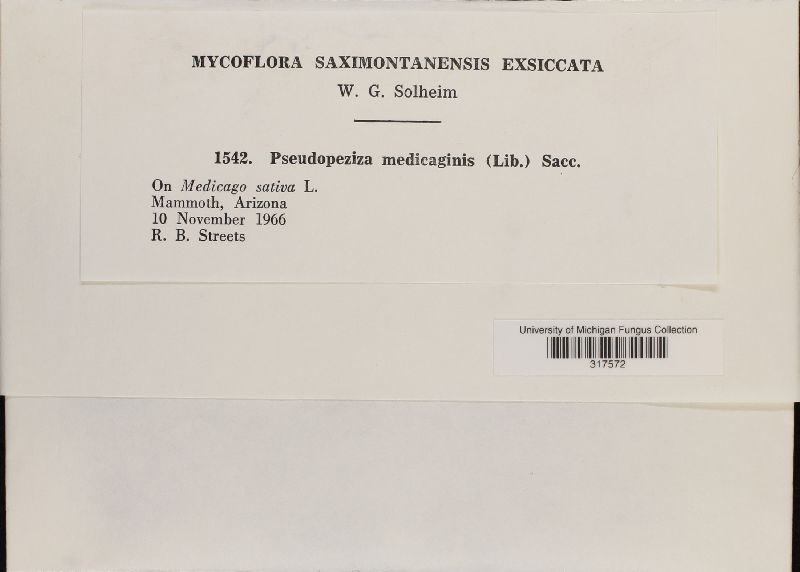 MYCOFLORA SAXIMONTANENSIS EXSICCATA
W. G. Solheim
1542. Pseudopeziza medicaginis (Lib.) Sacc.
On Medicago sativa L.
Mammoth, Arizona
10 November 1966
R. B. Streets
University of Michigan Fungus Collection
317572